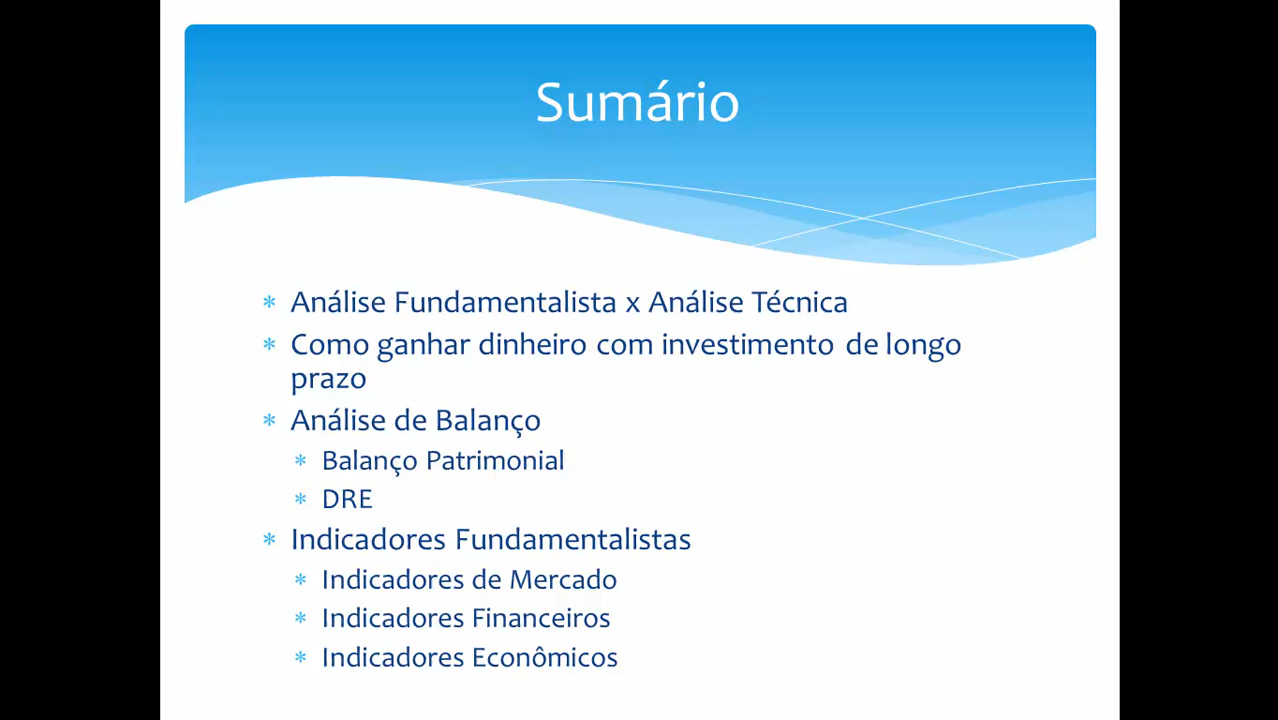 Sumário
* Análise Fundamentalista x Análise Técnica
* Como ganhar dinheiro com investimento de longo
prazo
* Análise de Balanço
* Balanço Patrimonial
* DRE
* Indicadores Fundamentalistas
* Indicadores de Mercado
* Indicadores Financeiros
* Indicadores Econômicos